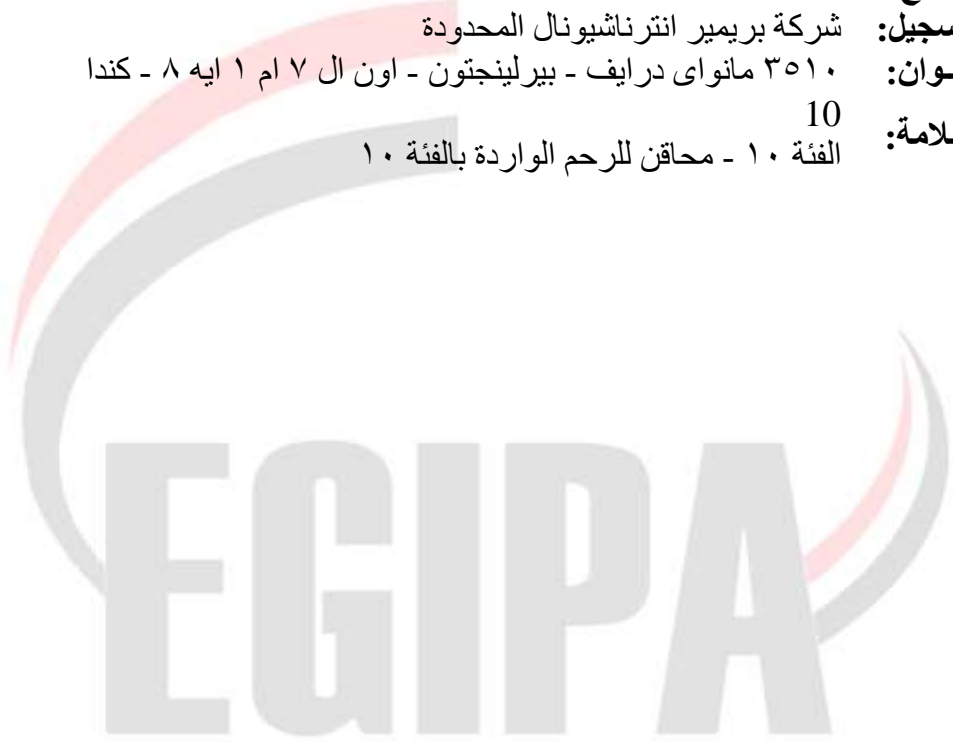 سجيل: شركة بريمير انترناشيونال المحدودة
وان: ٣٥١٠ مانواى درايف - بيرلينجتون - اون ال ٧ ام ١ ايه ٨ - كندا
10
لامة: الفئة ١٠ - محاقن للرحم الواردة بالفئة ١٠
EGIPA